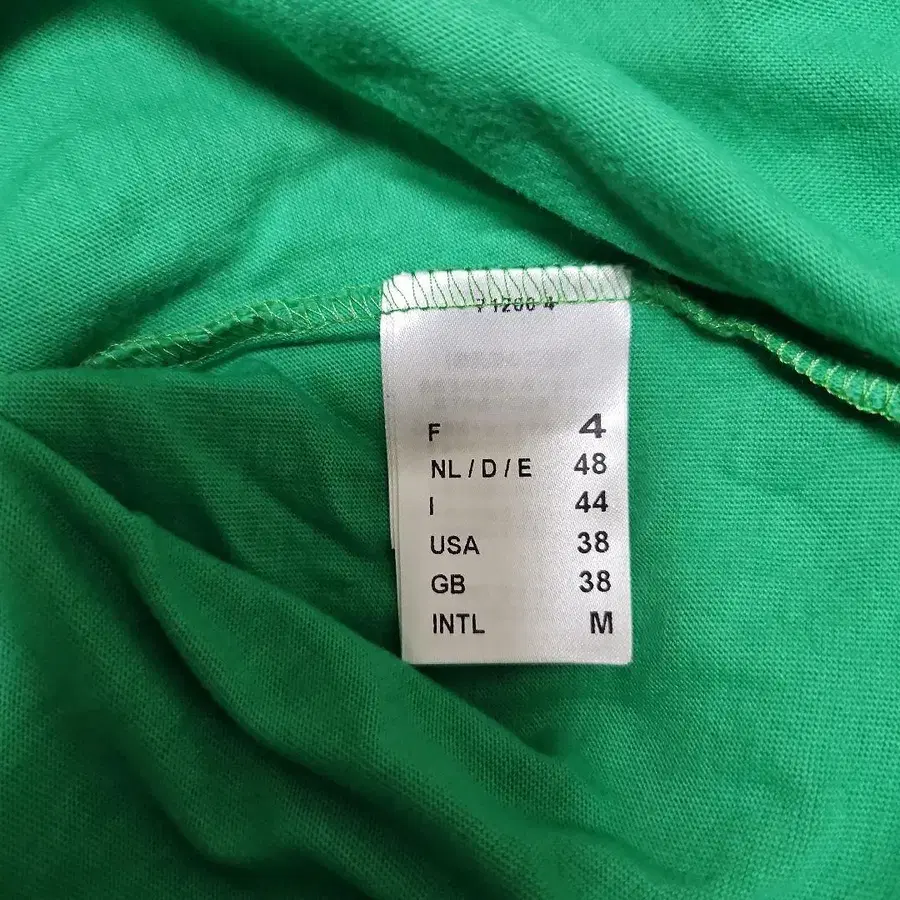 F 4
NL / D / E 48
I 44
USA 38
GB 38
INTL M